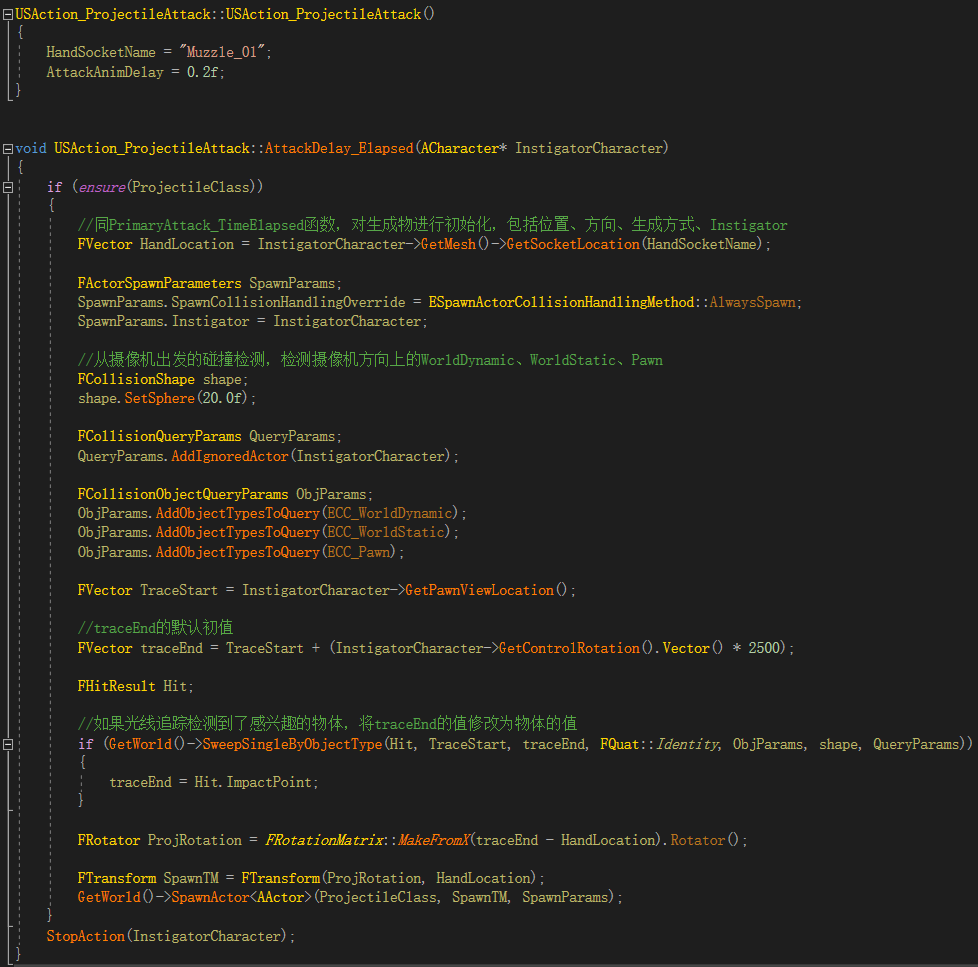 USAction_ProjectileAttack::USAction_ProjectileAttack()
{
HandSocketName = "Muzzle_01";
AttackAnimDelay = 0.2f;
}
void USAction_ProjectileAttack::AttackDelay_Elapsed(ACharacter* InstigatorCharacter)
{
if (ensure(ProjectileClass))
{
//同PrimaryAttack_TimeElapsed函数，对生成物进行初始化，包括位置、方向、生成方式、Instigator
FVector HandLocation = InstigatorCharacter->GetMesh()->GetSocketLocation(HandSocketName);
FActorSpawnParameters SpawnParams;
SpawnParams.SpawnCollisionHandlingOverride = ESpawnActorCollisionHandlingMethod::AlwaysSpawn;
SpawnParams.Instigator = InstigatorCharacter;
//从摄像机出发的碰撞检测，检测摄像机方向上的WorldDynamic、WorldStatic、Pawn
FCollisionShape shape;
shape.SetSphere(20.0f);
FCollisionQueryParams QueryParams;
QueryParams.AddIgnoredActor(InstigatorCharacter);
FCollisionObjectQueryParams ObjParams;
ObjParams.AddObjectTypesToQuery(ECC_WorldDynamic);
ObjParams.AddObjectTypesToQuery(ECC_WorldStatic);
ObjParams.AddObjectTypesToQuery(ECC_Pawn);
FVector TraceStart = InstigatorCharacter->GetPawnViewLocation();
//traceEnd的默认初值
FVector traceEnd = TraceStart + (InstigatorCharacter->GetControlRotation().Vector() * 2500);
FHitResult Hit;
//如果光线追踪检测到了感兴趣的物体，将traceEnd的值修改为物体的值
if (GetWorld()->SweepSingleByObjectType(Hit, TraceStart, traceEnd, FQuat::Identity, ObjParams, shape, QueryParams))
{
traceEnd = Hit.ImpactPoint;
}
FRotator ProjRotation = FRotationMatrix::MakeFromX(traceEnd - HandLocation).Rotator();
FTransform SpawnTM = FTransform(ProjRotation, HandLocation);
GetWorld()->SpawnActor<AActor>(ProjectileClass, SpawnTM, SpawnParams);
}
StopAction(InstigatorCharacter);
}